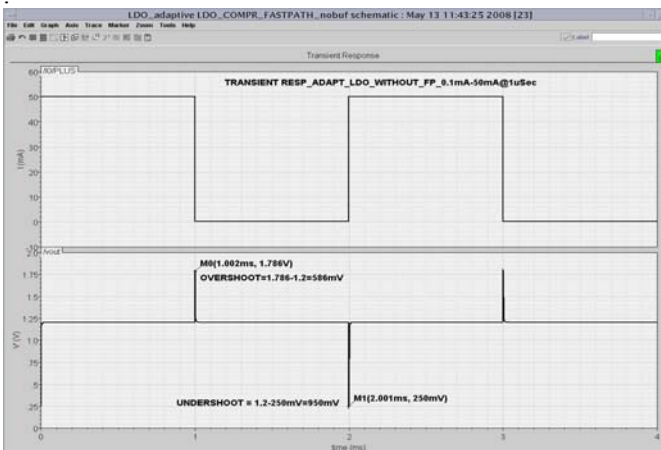 LDO_adaptive LDO_COMPR_FASTPATH_nobuf schematic : May 13 11:43:25 2008 [23]
File Edit Graph Axis Trace Marker Zoom Tools Help
Label
Transient Response
/I0/PLUS
TRANSIENT RESP_ADAPT_LDO_WITHOUT_FP_0.1mA-50mA@1uSec
60
50
40
30
20
10
0
I (mA)
2.0
/vout
M0(1.002ms, 1.786V)
OVERSHOOT=1.786-1.2=586mV
1.75
1.5
1.25
1.0
.75
.5
.25
V (V)
UNDERSHOOT = 1.2-250mV=950mV
M1(2.001ms, 250mV)
0 1 2 3 4
time (ms)